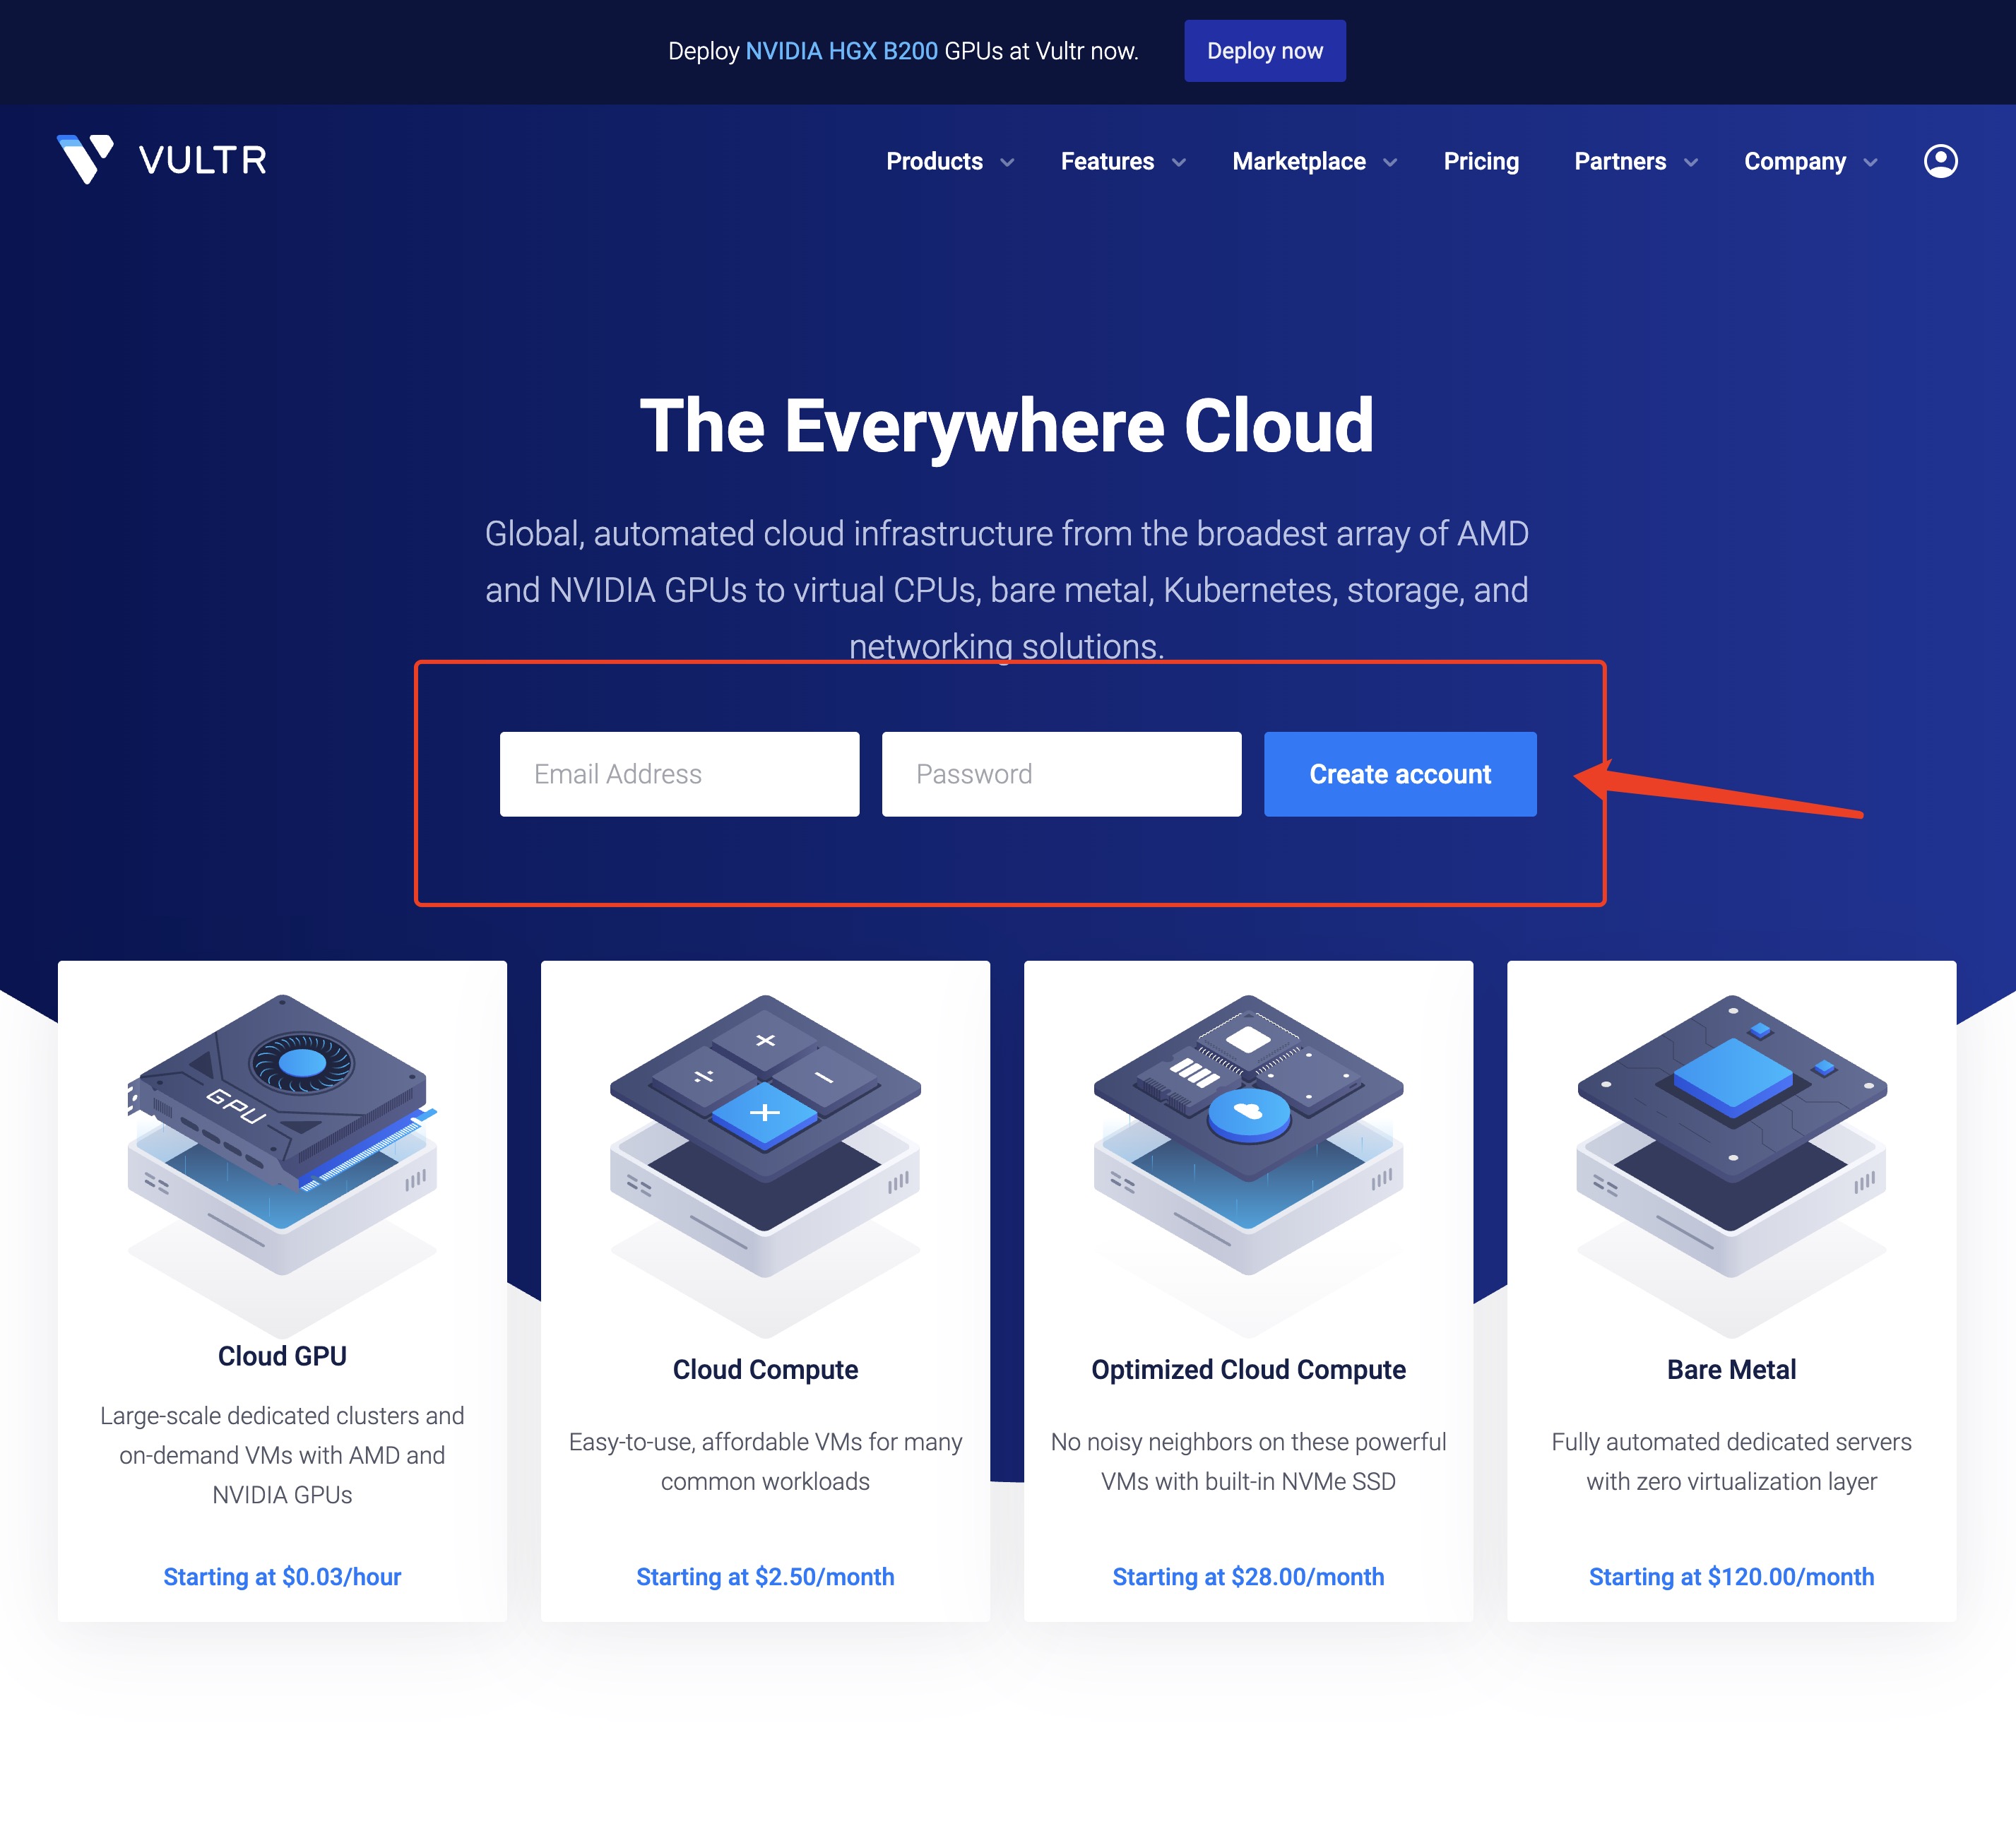 Deploy NVIDIA HGX B200 GPUs at Vultr now.
Deploy now
VULTR
Products
Features
Marketplace
Pricing
Partners
Company
The Everywhere Cloud
Global, automated cloud infrastructure from the broadest array of AMD
and NVIDIA GPUs to virtual CPUs, bare metal, Kubernetes, storage, and
networking solutions.
Email Address
Password
Create account
GPU
Cloud GPU
Large-scale dedicated clusters and
on-demand VMs with AMD and
NVIDIA GPUs
Starting at $0.03/hour
Cloud Compute
Easy-to-use, affordable VMs for many
common workloads
Starting at $2.50/month
Optimized Cloud Compute
No noisy neighbors on these powerful
VMs with built-in NVMe SSD
Starting at $28.00/month
Bare Metal
Fully automated dedicated servers
with zero virtualization layer
Starting at $120.00/month